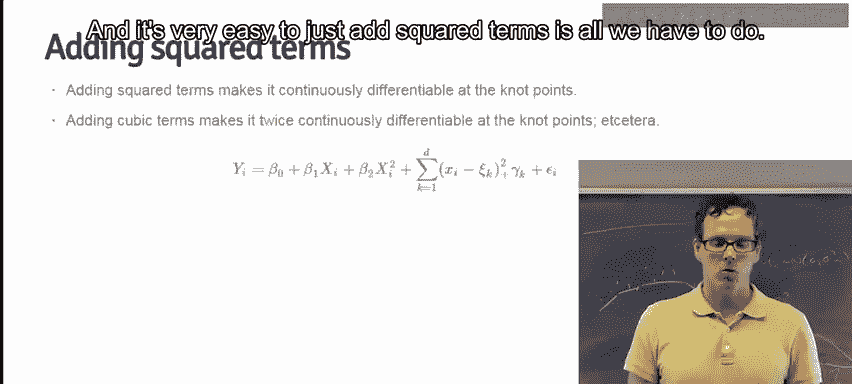 And it's very easy to just add squared terms is all we have to do.
Adding squared terms
· Adding squared terms makes it continuously differentiable at the knot points.
· Adding cubic terms makes it twice continuously differentiable at the knot points; etcetera.
Y_i = β_0 + β_1 X_i + β_2 X_i^2 + ∑_{k=1}^{d} (x_i − ξ_k)_+^2 γ_k + ϵ_i